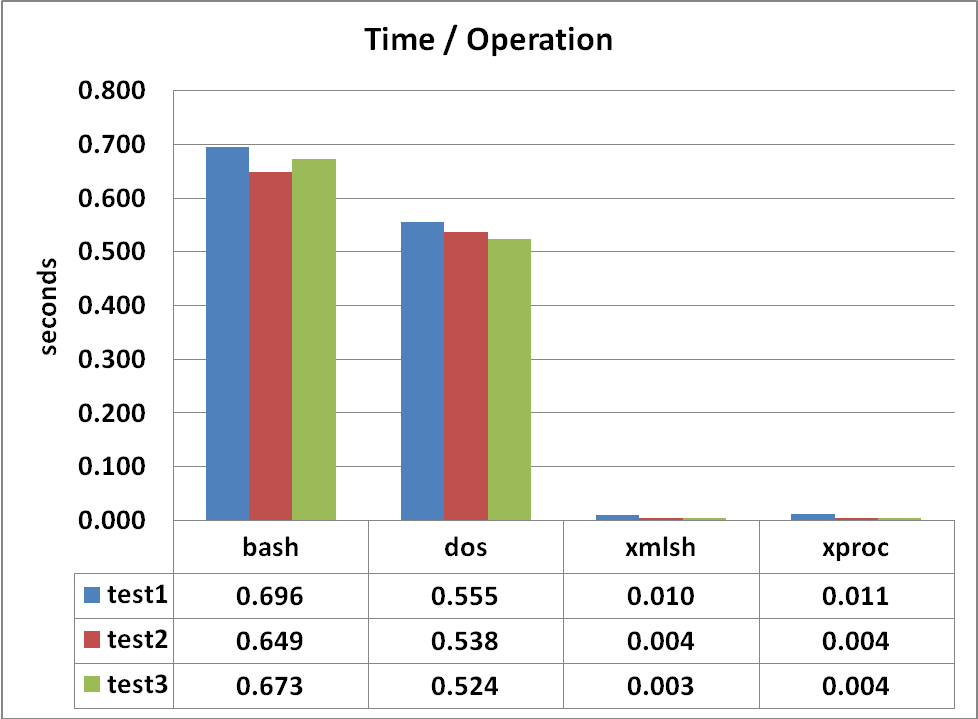 Time / Operation
0.800
0.700
0.600
0.500
0.400
0.300
0.200
0.100
0.000
seconds
bash dos xmlsh xproc
test1 0.696 0.555 0.010 0.011
test2 0.649 0.538 0.004 0.004
test3 0.673 0.524 0.003 0.004